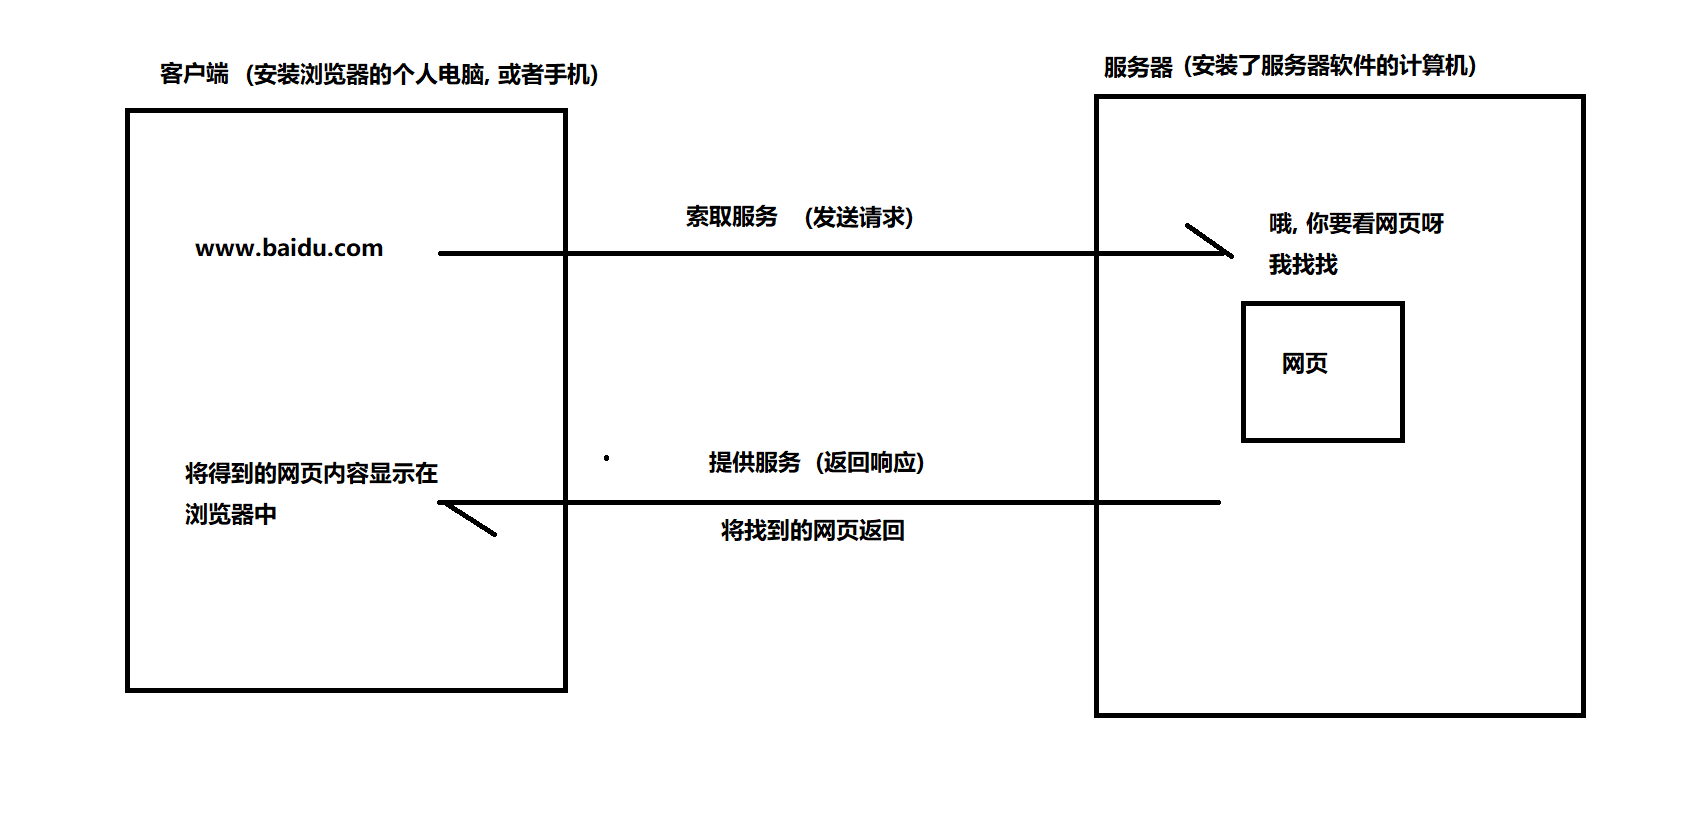 客户端 (安装浏览器的个人电脑, 或者手机)
服务器 (安装了服务器软件的计算机)
索取服务 (发送请求)
www.baidu.com
哦, 你要看网页呀
我找找
网页
提供服务 (返回响应)
将得到的网页内容显示在
浏览器中
将找到的网页返回